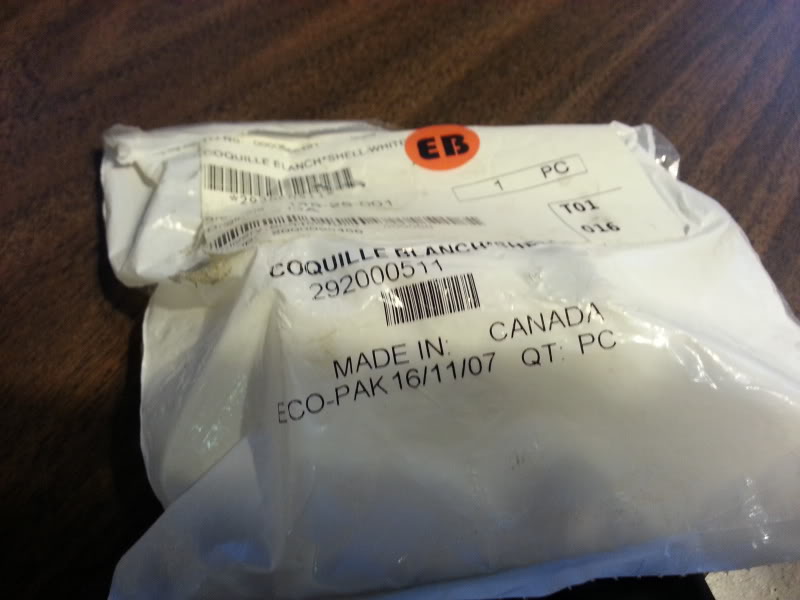 COQUILLE BLANCH*SHELL-WHITE
EB
1 PC
T01
016
COQUILLE BLANCH*SHELL
292000511
MADE IN: CANADA
ECO-PAK 16/11/07 QT: PC